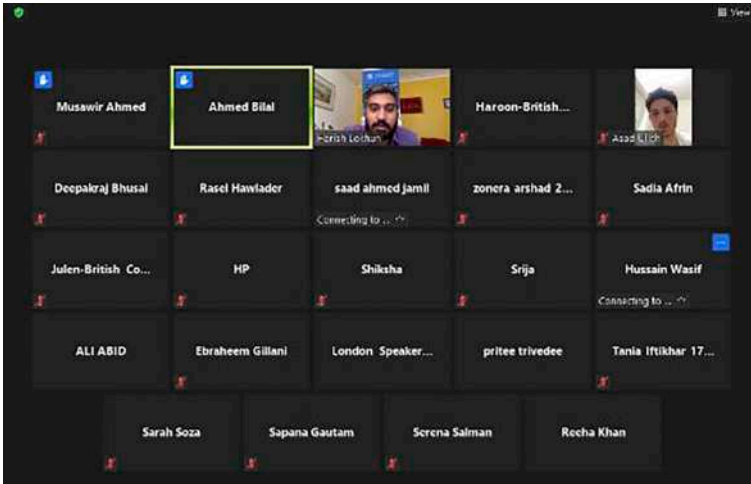 View
Musawir Ahmed
Ahmed Bilal
Harish Lokhun
Haroon-British...
Asad Ullah
Deepakraj Bhusal
Rasel Hawlader
saad ahmed jamil
Connecting to ...
zonera arshad 2...
Sadia Afrin
Julen-British Co...
HP
Shiksha
Srija
Hussain Wasif
Connecting to ...
ALI ABID
Ebraheem Gillani
London Speaker...
pritee trivedee
Tania Iftikhar 17...
Sarah Soza
Sapana Gautam
Serena Salman
Recha Khan